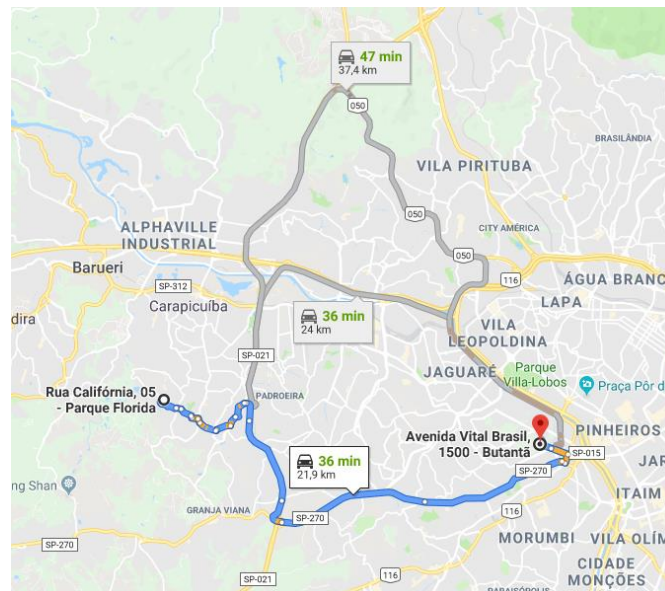 47 min
37,4 km
050
BRASILÂNDIA
VILA PIRITUBA
050
CITY AMÉRICA
ALPHAVILLE
INDUSTRIAL
050
Barueri
116
ÁGUA BRANC
SP-312
LAPA
Carapicuíba
dira
36 min
24 km
VILA
LEOPOLDINA
SP-021
Parque
Villa-Lobos
JAGUARÉ
Praça Pôr d
Rua Califórnia, 05
- Parque Florida
PADROEIRA
PINHEIROS
Avenida Vital Brasil,
1500 - Butantã
SP-015
JAR
36 min
21,9 km
SP-270
ng Shan
ITAIM
GRANJA VIANA
SP-270
116
MORUMBI
VILA OLÍM
SP-270
CIDADE
MONÇÕES
SP-021
116
PARAISÓPOLIS